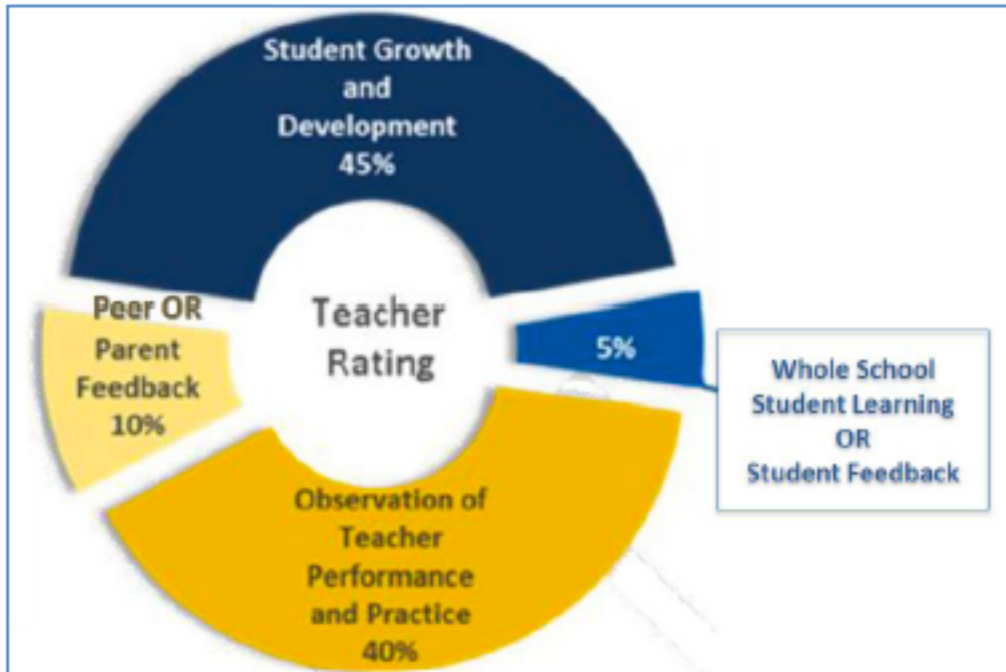 Student Growth
and
Development
45%
Peer OR
Parent
Feedback
10%
Teacher
Rating
5%
Whole School
Student Learning
OR
Student Feedback
Observation of
Teacher
Performance
and Practice
40%